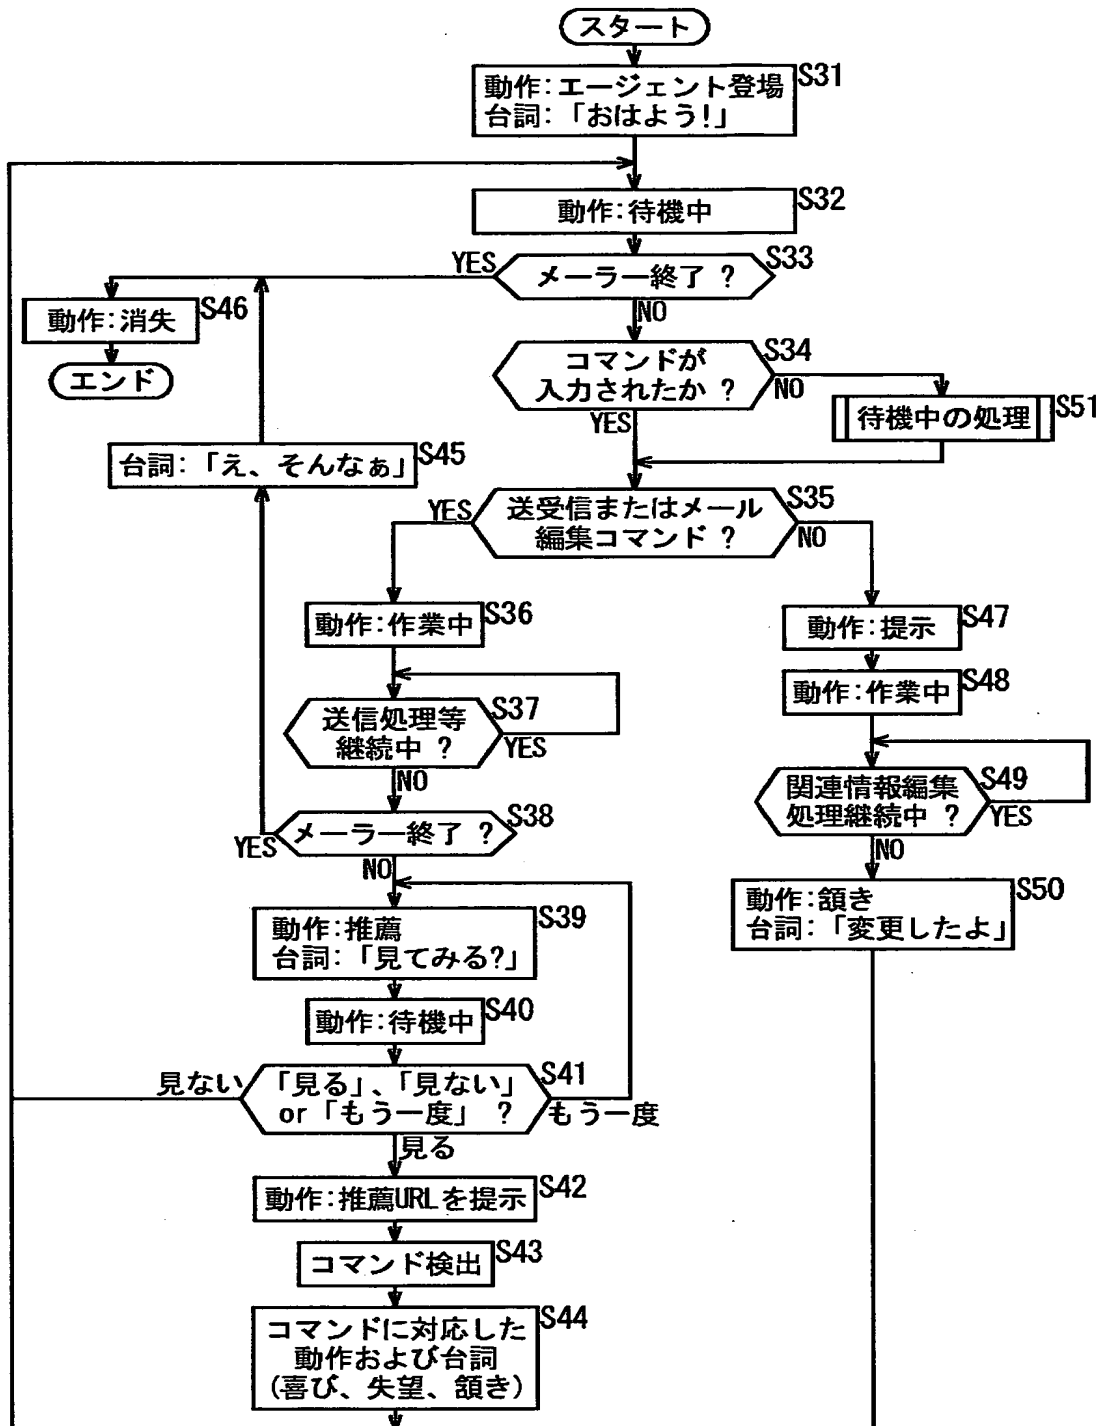 スタート
動作:エージェント登場
台詞:「おはよう!」
S31
動作:待機中
S32
メーラー終了 ?
S33
YES
NO
動作:消失
S46
エンド
コマンドが
入力されたか ?
S34
NO
YES
待機中の処理
S51
台詞:「え、そんなぁ」
S45
送受信またはメール
編集コマンド ?
S35
YES
NO
動作:作業中
S36
動作:提示
S47
動作:作業中
S48
送信処理等
継続中 ?
S37
YES
NO
関連情報編集
処理継続中 ?
S49
YES
NO
メーラー終了 ?
S38
YES
NO
動作:推薦
台詞:「見てみる?」
S39
動作:頷き
台詞:「変更したよ」
S50
動作:待機中
S40
「見る」、「見ない」
or「もう一度」 ?
S41
見ない
もう一度
見る
動作:推薦URLを提示
S42
コマンド検出
S43
コマンドに対応した
動作および台詞
(喜び、失望、頷き)
S44